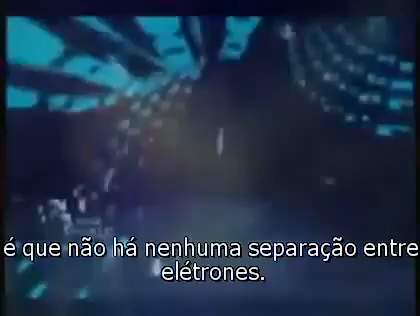 é que não há nenhuma separação entre
elétrones.